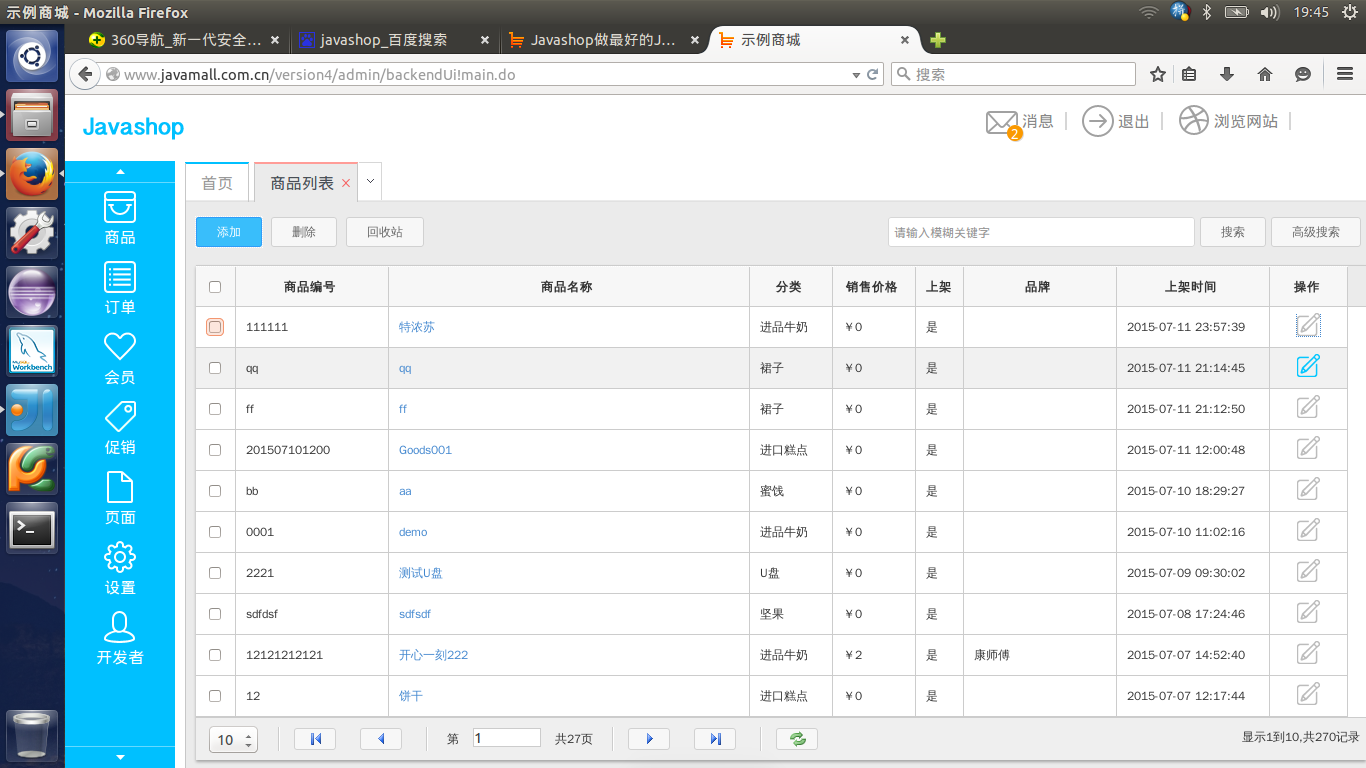 示例商城 - Mozilla Firefox
19:45
360导航_新一代安全…
javashop_百度搜索
Javashop做最好的J…
示例商城
www.javamall.com.cn/version4/admin/backendUi!main.do
搜索
Javashop
2
消息
退出
浏览网站
首页
商品列表
商品
订单
会员
促销
页面
设置
开发者
添加
删除
回收站
请输入模糊关键字
搜索
高级搜索
商品编号 商品名称 分类 销售价格 上架 品牌 上架时间 操作
111111 特浓苏 进品牛奶 ￥0 是 2015-07-11 23:57:39
qq qq 裙子 ￥0 是 2015-07-11 21:14:45
ff ff 裙子 ￥0 是 2015-07-11 21:12:50
201507101200 Goods001 进口糕点 ￥0 是 2015-07-11 12:00:48
bb aa 蜜饯 ￥0 是 2015-07-10 18:29:27
0001 demo 进品牛奶 ￥0 是 2015-07-10 11:02:16
2221 测试U盘 U盘 ￥0 是 2015-07-09 09:30:02
sdfdsf sdfsdf 坚果 ￥0 是 2015-07-08 17:24:46
12121212121 开心一刻222 进品牛奶 ￥2 是 康师傅 2015-07-07 14:52:40
12 饼干 进口糕点 ￥0 是 2015-07-07 12:17:44
10
第 1 共27页
显示1到10,共270记录
Workbench